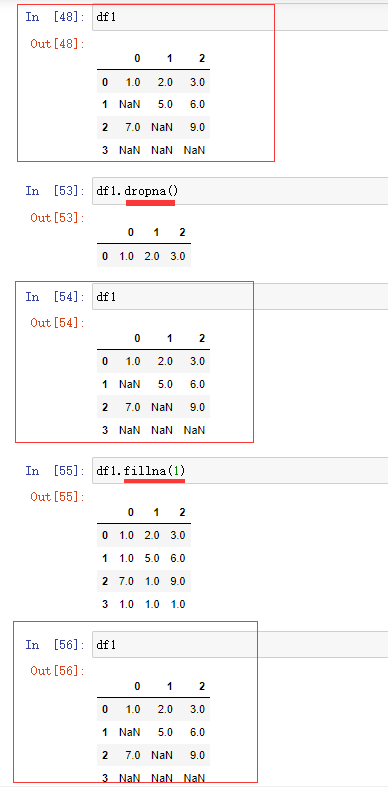 In [48]: df1
Out[48]:
0 1 2
0 1.0 2.0 3.0
1 NaN 5.0 6.0
2 7.0 NaN 9.0
3 NaN NaN NaN
In [53]: df1.dropna()
Out[53]:
0 1 2
0 1.0 2.0 3.0
In [54]: df1
Out[54]:
0 1 2
0 1.0 2.0 3.0
1 NaN 5.0 6.0
2 7.0 NaN 9.0
3 NaN NaN NaN
In [55]: df1.fillna(1)
Out[55]:
0 1 2
0 1.0 2.0 3.0
1 1.0 5.0 6.0
2 7.0 1.0 9.0
3 1.0 1.0 1.0
In [56]: df1
Out[56]:
0 1 2
0 1.0 2.0 3.0
1 NaN 5.0 6.0
2 7.0 NaN 9.0
3 NaN NaN NaN